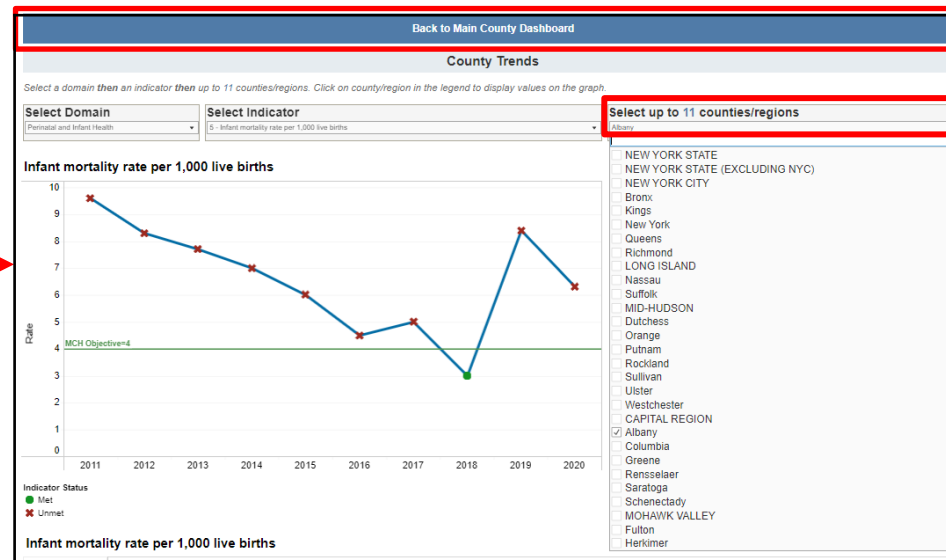 Back to Main County Dashboard
County Trends
Select a domain then an indicator then up to 11 counties/regions. Click on county/region in the legend to display values on the graph.
Select Domain
Perinatal and Infant Health
Select Indicator
5 - Infant mortality rate per 1,000 live births
Select up to 11 counties/regions
Albany
NEW YORK STATE
NEW YORK STATE (EXCLUDING NYC)
NEW YORK CITY
Bronx
Kings
New York
Queens
Richmond
LONG ISLAND
Nassau
Suffolk
MID-HUDSON
Dutchess
Orange
Putnam
Rockland
Sullivan
Ulster
Westchester
CAPITAL REGION
Albany
Columbia
Greene
Rensselaer
Saratoga
Schenectady
MOHAWK VALLEY
Fulton
Herkimer
Infant mortality rate per 1,000 live births
10
9
8
7
6
5
4
3
2
1
0
Rate
MCH Objective=4
2011 2012 2013 2014 2015 2016 2017 2018 2019 2020
Indicator Status
Met
Unmet
Infant mortality rate per 1,000 live births